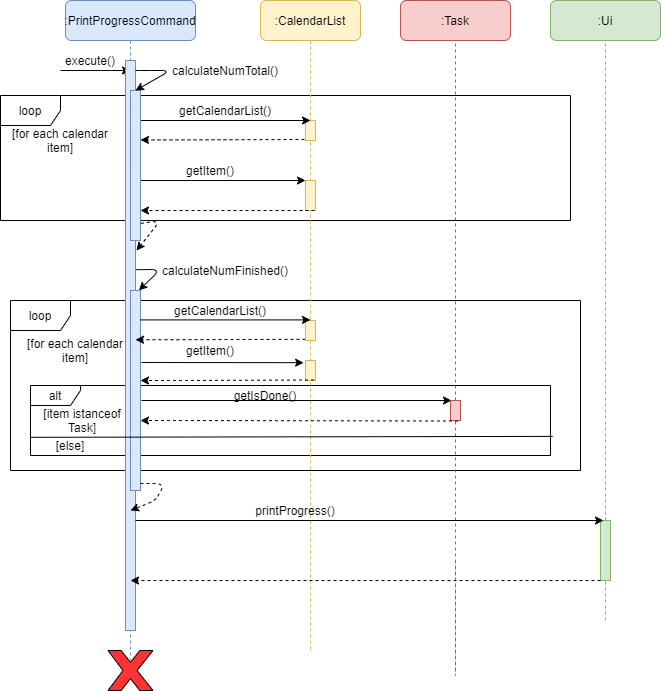 :PrintProgressCommand
:CalendarList
:Task
:Ui
execute()
calculateNumTotal()
loop
getCalendarList()
[for each calendar
item]
getItem()
calculateNumFinished()
loop
getCalendarList()
[for each calendar
item]
getItem()
alt
getIsDone()
[item istanceof
Task]
[else]
printProgress()